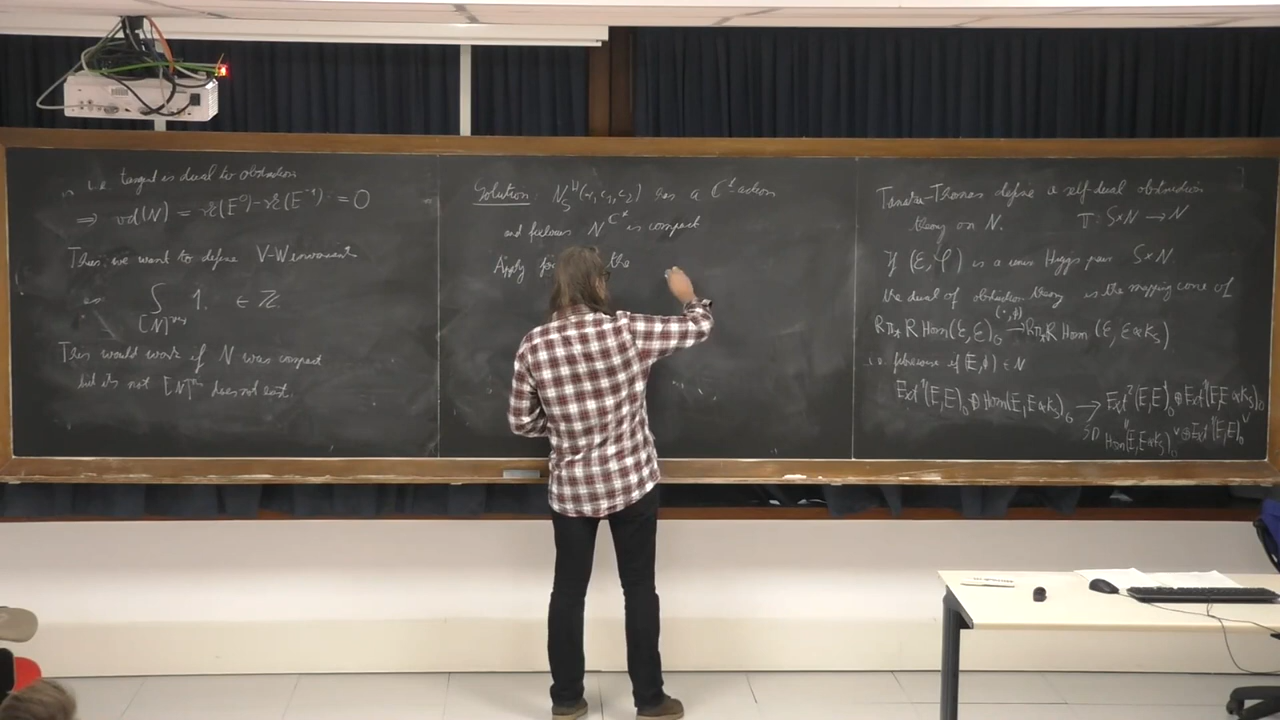 i.e. tangent is dual to obstruction
⇒ vd(N) = rk(E⁰) - rk(E⁻¹) := 0
Thus we want to define V-W invariant
as ∫_{[N]^{vir}} 1. ∈ ℤ
This would work if N was compact
but it's not [N]^{vir} does not exist.
Solution: N_S^H(r, c₁, c₂) has a ℂ* action
and N^{ℂ*} is compact
Apply the
Tanaka-Thomas define a self-dual obstruction
theory on N. π: S×N → N
If (E, φ) is a univ Higgs pair S×N
the dual of obstruction theory is the mapping cone of
Rπ_* R Hom(E, E)₀ →^{(·,φ)} Rπ_* R Hom (E, E⊗K_S)
i.e. fibrewise if (E, φ) ∈ N
Ext¹(E,E)₀ ⊕ Hom(E, E⊗K_S)₀ → Ext²(E,E)₀ ⊕ Ext¹(E,E⊗K_S)₀
SD Hom(E,E⊗K_S)₀^∨ ⊕ Ext¹(E,E)₀^∨